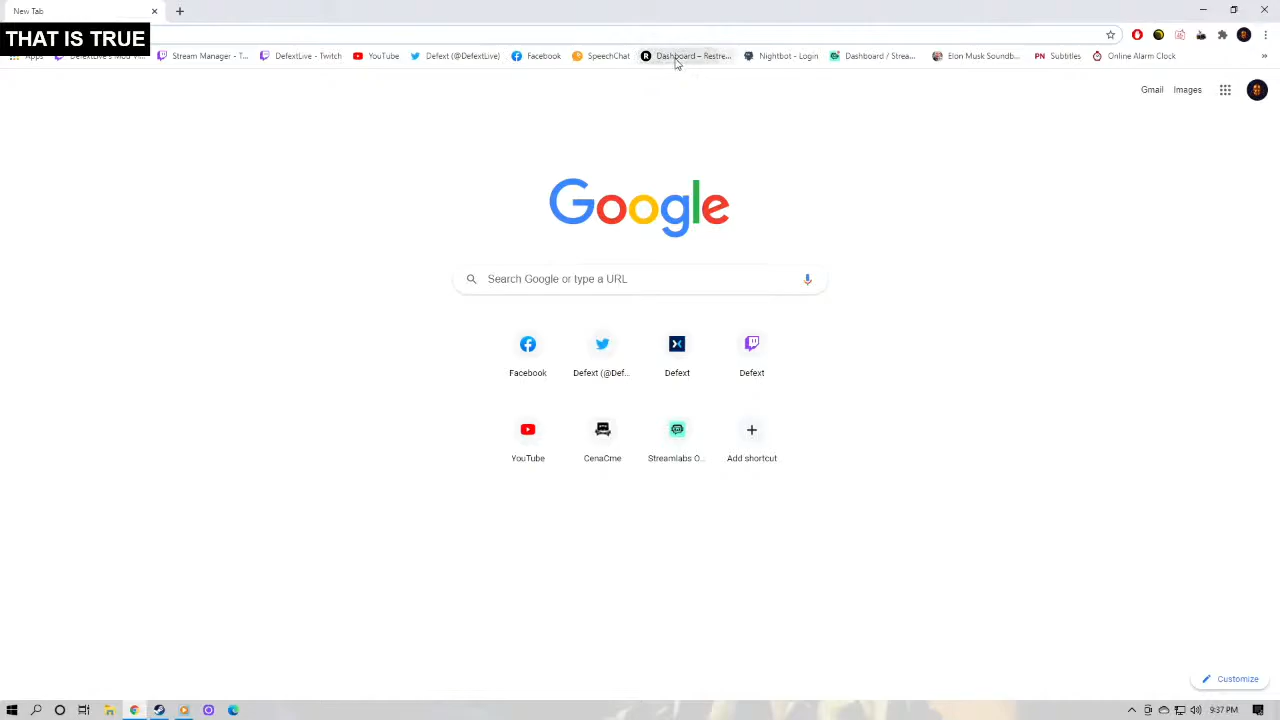 New Tab
THAT IS TRUE
Apps
Stream Manager - T...
DefextLive - Twitch
YouTube
Defext (@DefextLive)
Facebook
SpeechChat
Dashboard – Restre...
Nightbot - Login
Dashboard / Strea...
Elon Musk Soundb...
PN Subtitles
Online Alarm Clock
»
Gmail Images
Google
Search Google or type a URL
Facebook
Defext (@Def...
Defext
Defext
YouTube
CenaCme
Streamlabs O...
Add shortcut
Customize
9:37 PM